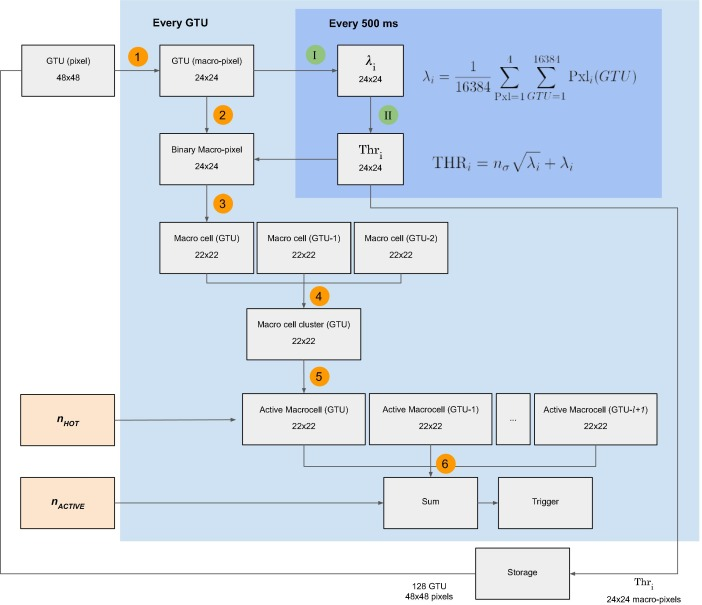 Every GTU
Every 500 ms
GTU (pixel)
48x48
1
GTU (macro-pixel)
24x24
I
λi
24x24
λi = 1/16384 ∑Pxl=1^4 ∑GTU=1^16384 Pxli(GTU)
2
II
Binary Macro-pixel
24x24
Thri
24x24
THRi = nσ√λi + λi
3
Macro cell (GTU)
22x22
Macro cell (GTU-1)
22x22
Macro cell (GTU-2)
22x22
4
Macro cell cluster (GTU)
22x22
5
nHOT
Active Macrocell (GTU)
22x22
Active Macrocell (GTU-1)
22x22
...
Active Macrocell (GTU-l+1)
22x22
6
nACTIVE
Sum
Trigger
Storage
128 GTU
48x48 pixels
Thri
24x24 macro-pixels